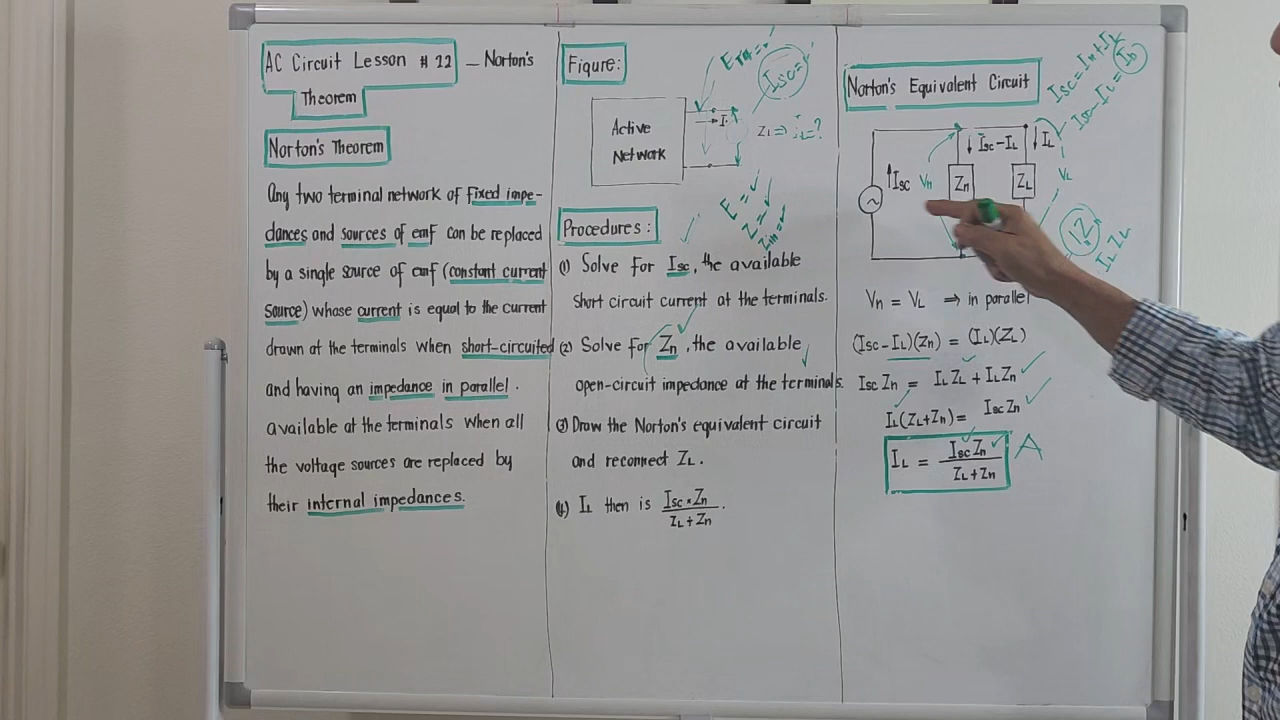 AC Circuit Lesson # 22 - Norton's
Theorem
Norton's Theorem
Any two terminal network of fixed impe-
dances and sources of emf can be replaced
by a single source of emf (constant current
source) whose current is equal to the current
drawn at the terminals when short-circuited
and having an impedance in parallel.
available at the terminals when all
the voltage sources are replaced by
their internal impedances.
Figure:
Active
Network
I
ZL ⇒ iL=?
Isc=
E
Z
Procedures:
(1) Solve for Isc, the available
short circuit current at the terminals.
(2) Solve for Zn, the available
open-circuit impedance at the terminals.
(3) Draw the Norton's equivalent circuit
and reconnect ZL.
(4) IL then is Isc*Zn
ZL+Zn.
Norton's Equivalent Circuit
Isc = In+IL
Isc-IL = In
Isc
Vn
Zn
Isc-IL
IL
ZL
VL
IZ
ILZL
Vn = VL ⇒ in parallel
(Isc-IL)(Zn) = (IL)(ZL)
Isc Zn = IL ZL + IL Zn
IL(ZL+Zn) = Isc Zn
IL = Isc Zn
ZL+Zn
A